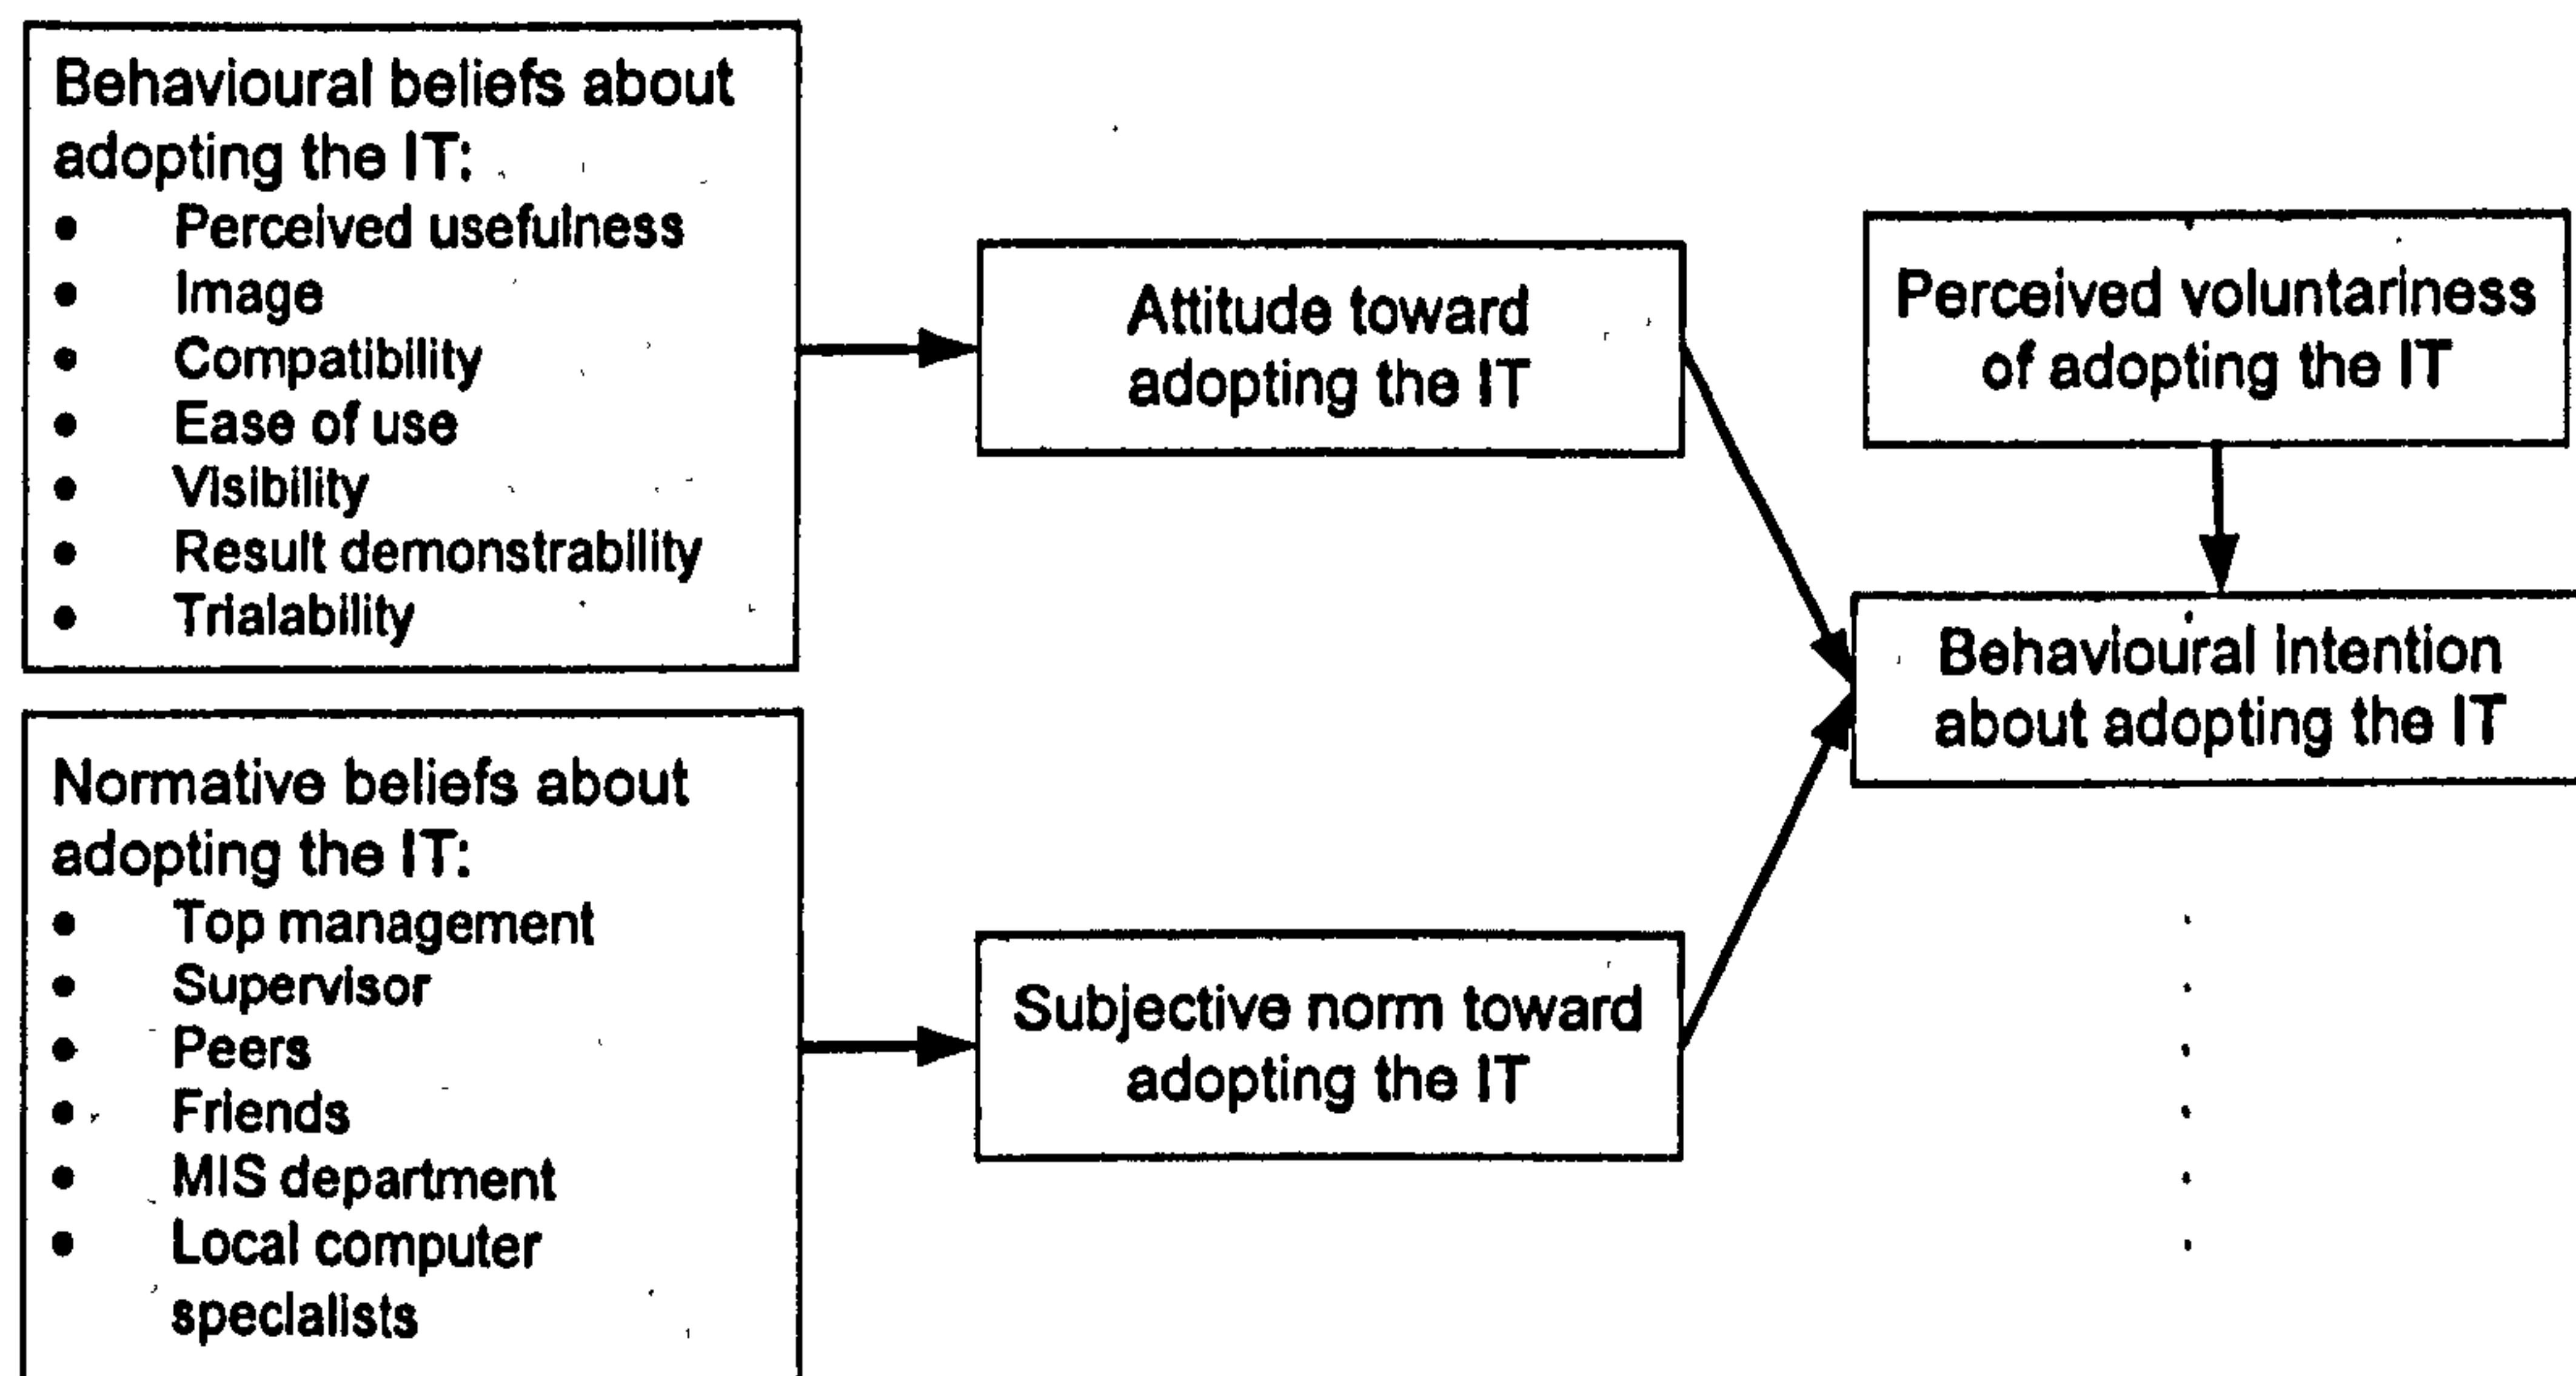 Behavioural beliefs about
adopting the IT:
• Perceived usefulness
• Image
• Compatibility
• Ease of use
• Visibility
• Result demonstrability
• Trialability
Attitude toward
adopting the IT
Perceived voluntariness
of adopting the IT
Behavioural intention
about adopting the IT
Normative beliefs about
adopting the IT:
• Top management
• Supervisor
• Peers
• Friends
• MIS department
• Local computer
specialists
Subjective norm toward
adopting the IT